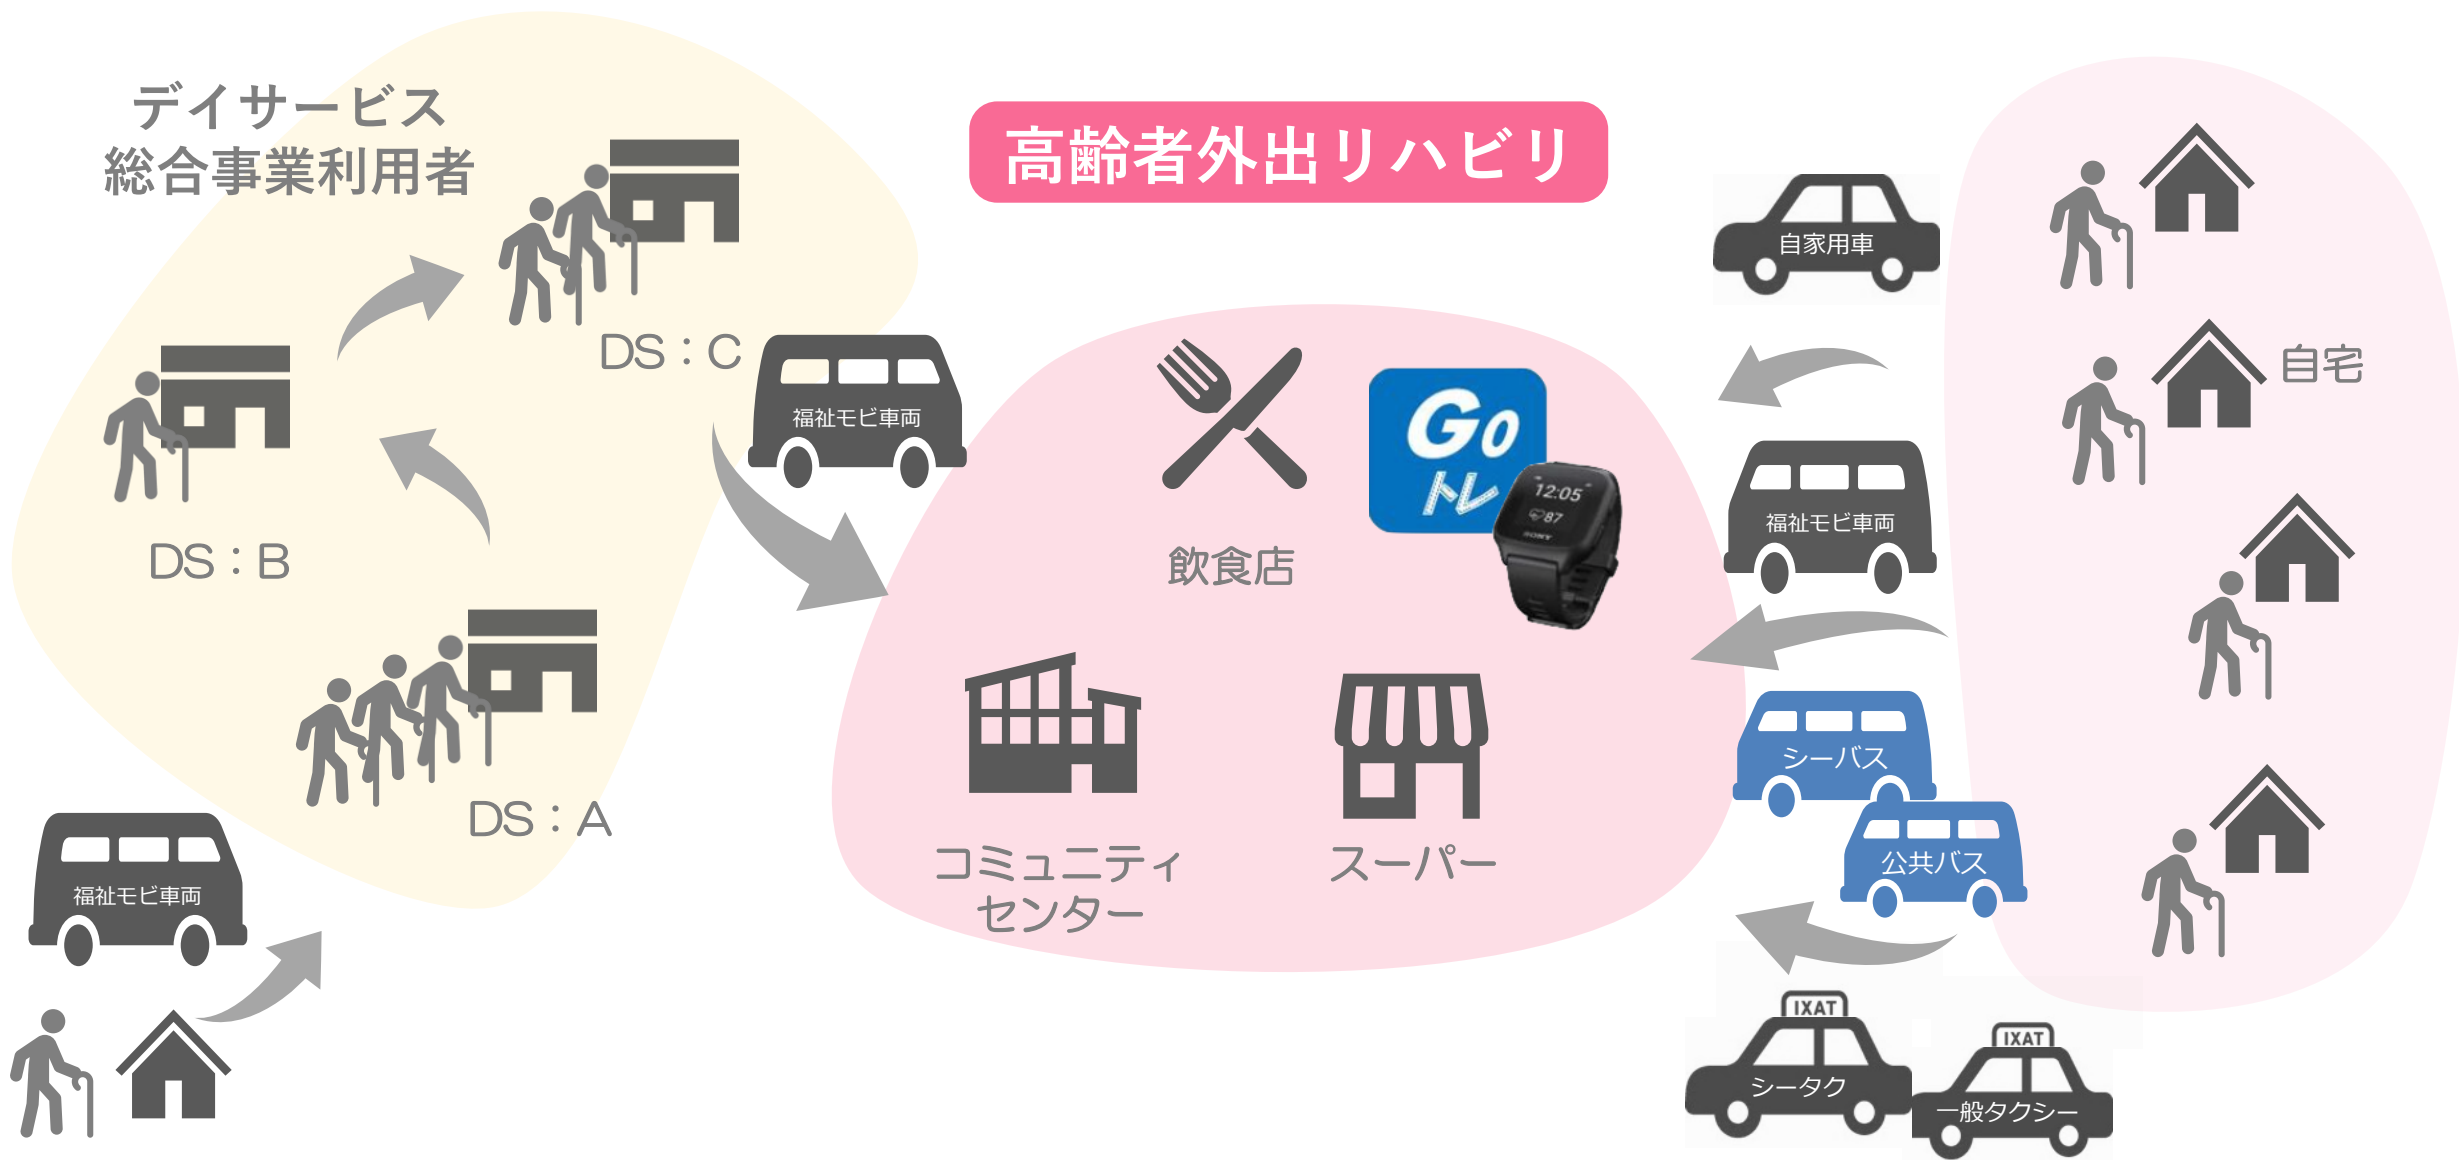 デイサービス
総合事業利用者
DS：C
DS：B
DS：A
福祉モビ車両
福祉モビ車両
高齢者外出リハビリ
飲食店
Go
トレ
12:05
87
SONY
コミュニティ
センター
スーパー
自家用車
福祉モビ車両
シーバス
公共バス
IXAT
シータク
IXAT
一般タクシー
自宅